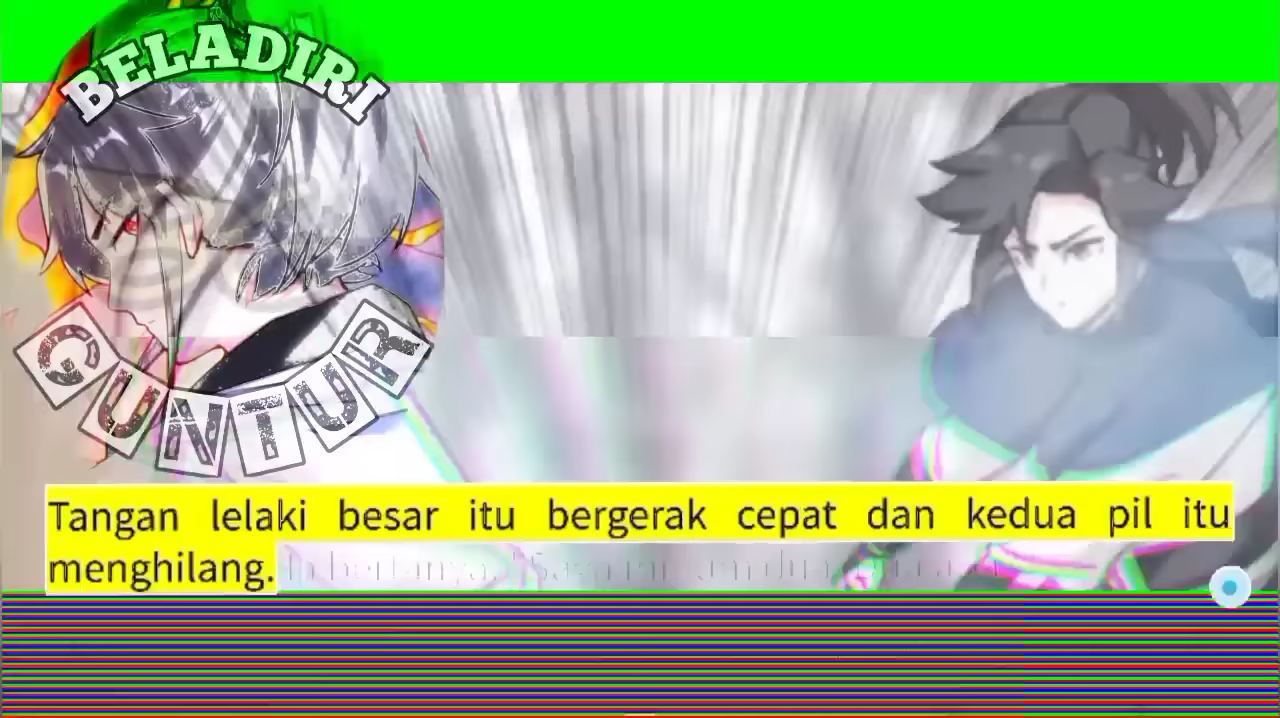 BELADIRI
GUNTUR
Tangan lelaki besar itu bergerak cepat dan kedua pil itu
menghilang.